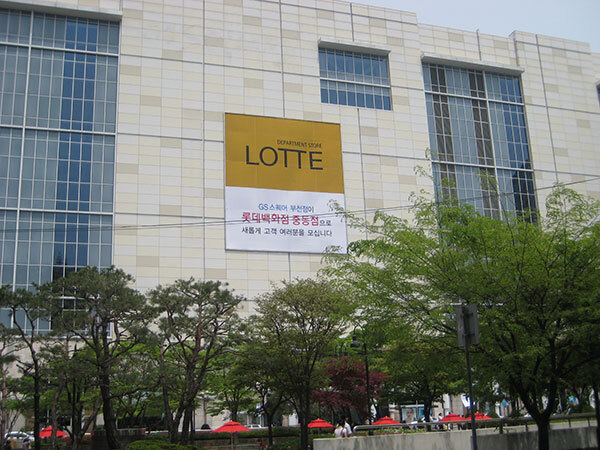 DEPARTMENT STORE
LOTTE
GS스퀘어 부천점이
롯데백화점 중동점으로
새롭게 고객 여러분을 모십니다